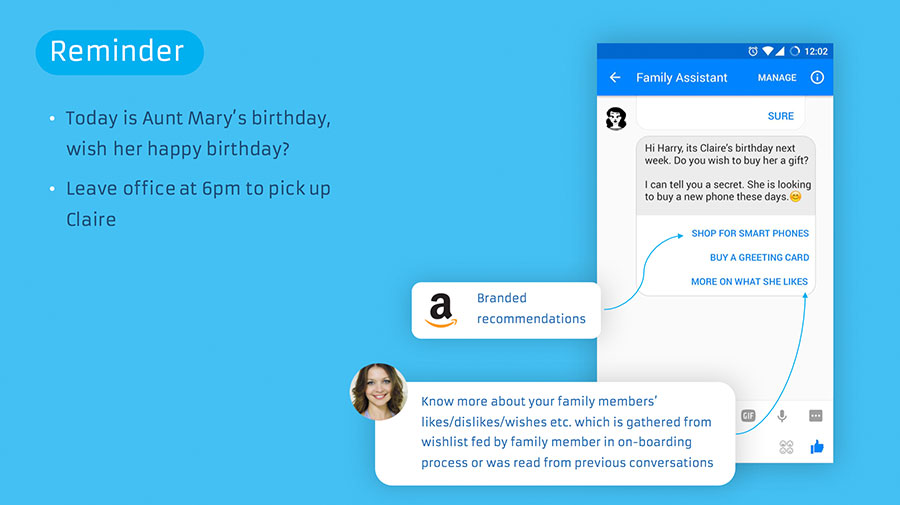 Reminder
• Today is Aunt Mary's birthday,
wish her happy birthday?
• Leave office at 6pm to pick up
Claire
12:02
Family Assistant
MANAGE
SURE
Hi Harry, its Claire's birthday next
week. Do you wish to buy her a gift?
I can tell you a secret. She is looking
to buy a new phone these days.😊
SHOP FOR SMART PHONES
BUY A GREETING CARD
MORE ON WHAT SHE LIKES
a
Branded
recommendations
Know more about your family members'
likes/dislikes/wishes etc. which is gathered from
wishlist fed by family member in on-boarding
process or was read from previous conversations
GIF